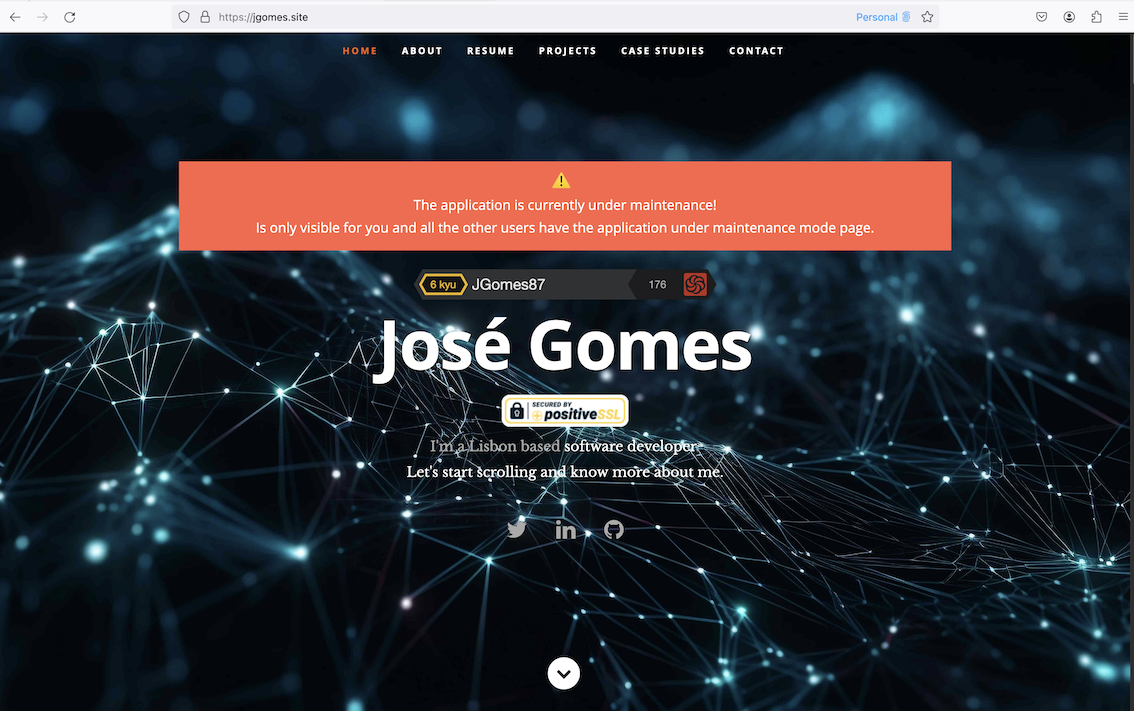 https://jgomes.site
Personal
HOME ABOUT RESUME PROJECTS CASE STUDIES CONTACT
The application is currently under maintenance!
Is only visible for you and all the other users have the application under maintenance mode page.
6 kyu JGomes87 176
José Gomes
SECURED BY
positiveSSL
I'm a Lisbon based software developer
Let's start scrolling and know more about me.